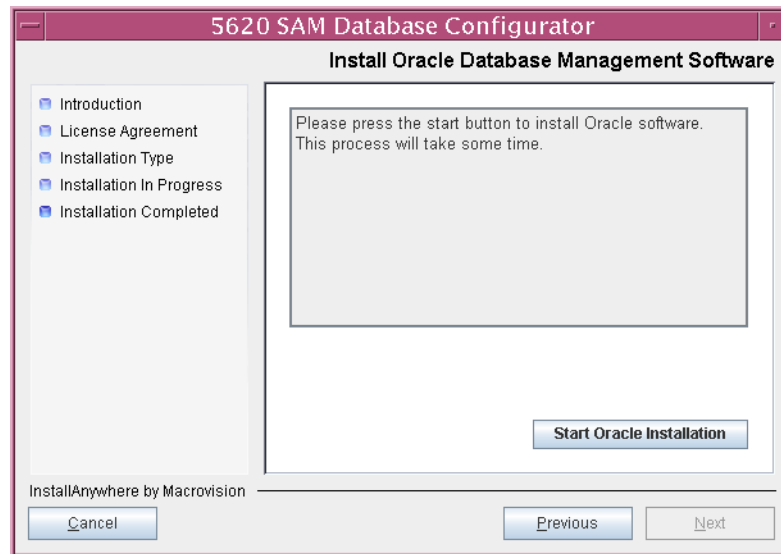 5620 SAM Database Configurator
Install Oracle Database Management Software
Introduction
License Agreement
Installation Type
Installation In Progress
Installation Completed
Please press the start button to install Oracle software.
This process will take some time.
Start Oracle Installation
InstallAnywhere by Macrovision
Cancel
Previous
Next